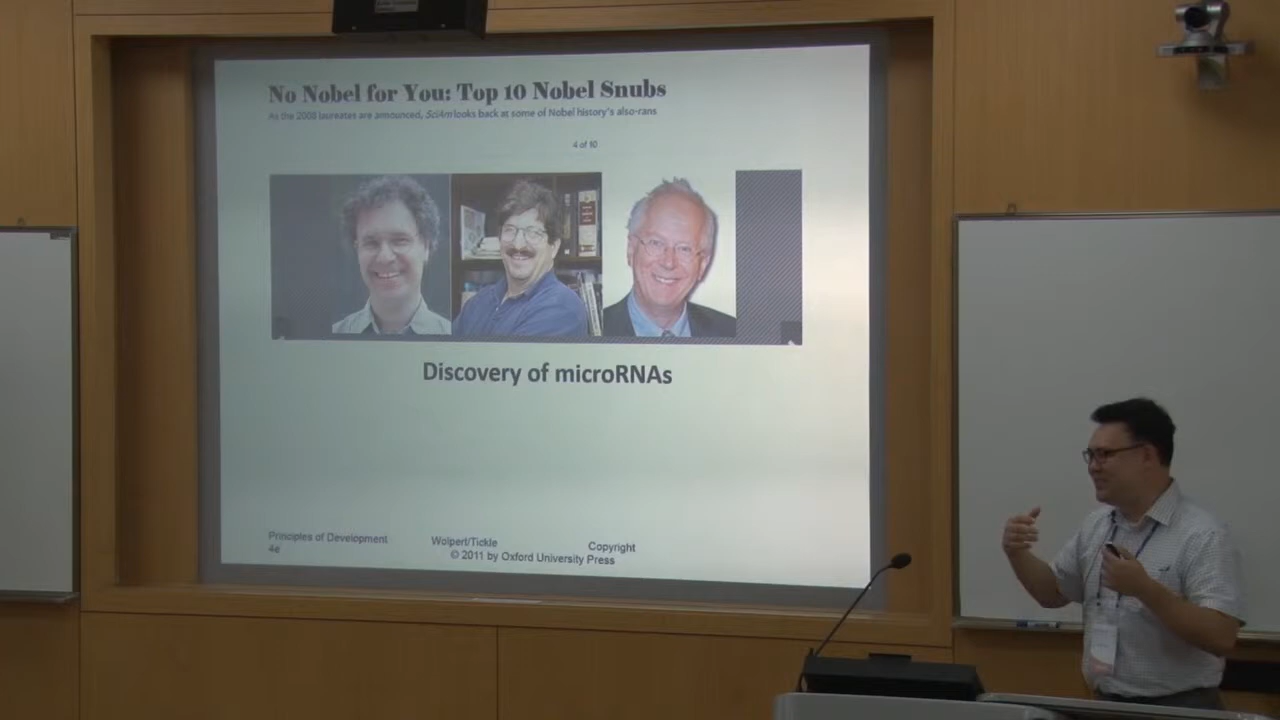 No Nobel for You: Top 10 Nobel Snubs
As the 2008 laureates are announced, SciAm looks back at some of Nobel history's also-rans
4 of 10
Discovery of microRNAs
Principles of Development
4e
Wolpert/Tickle
Copyright
© 2011 by Oxford University Press